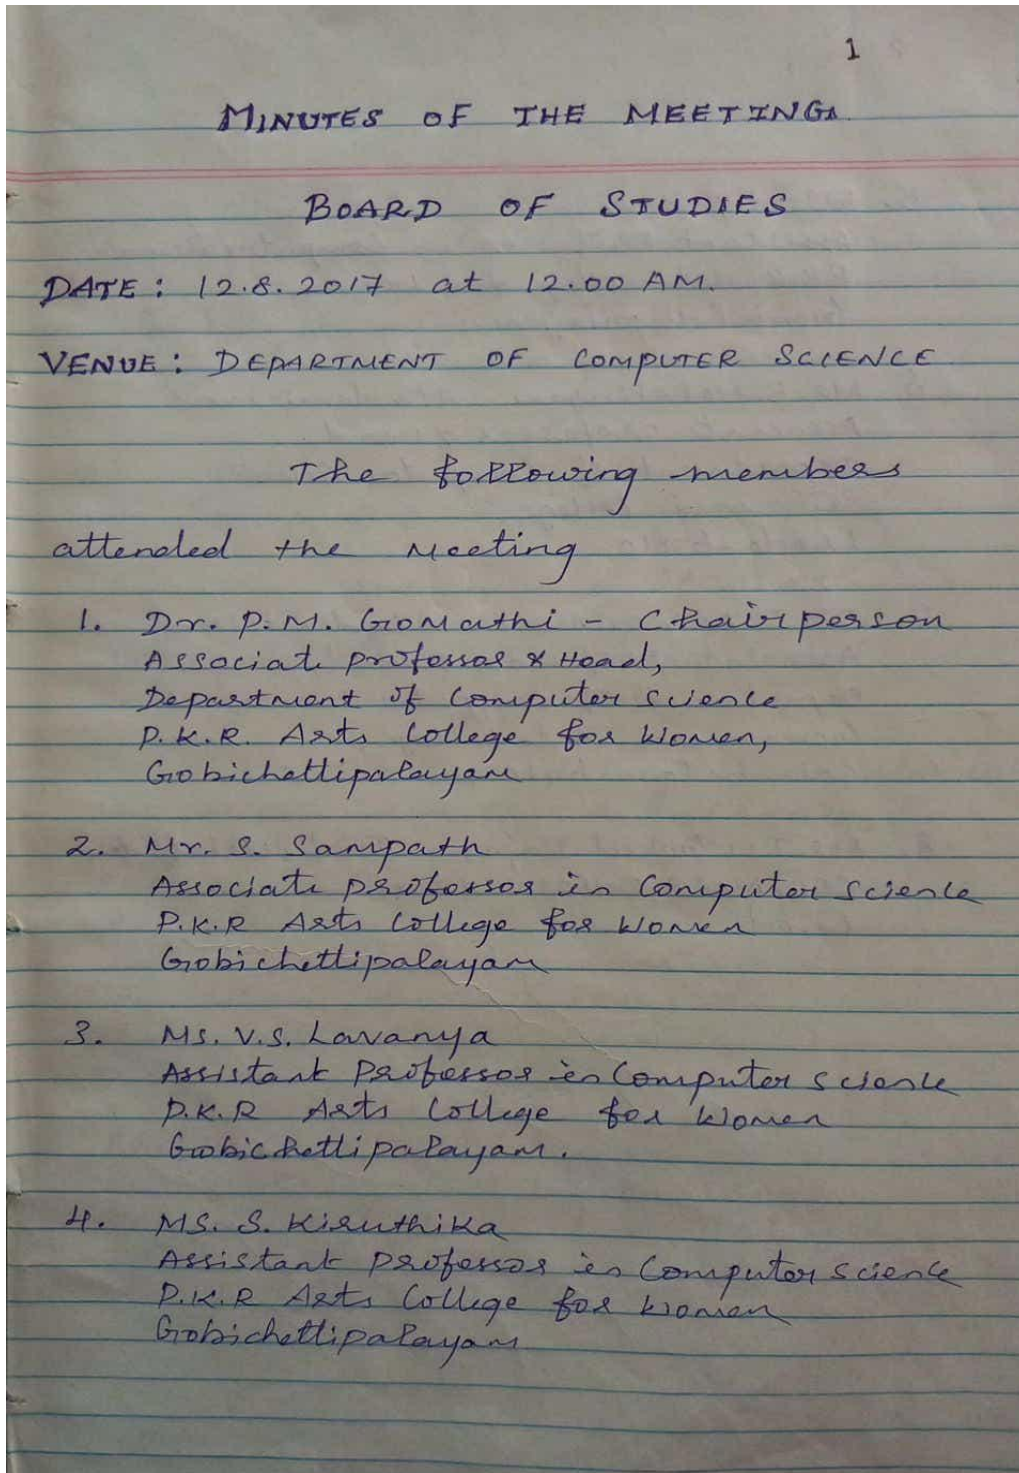 1
MINUTES OF THE MEETING
BOARD OF STUDIES
DATE: 12.8.2017 at 12.00 AM.
VENUE: DEPARTMENT OF COMPUTER SCIENCE
The following members
attended the Meeting
1. Dr. P.M. Gomathi - Chairperson
Associate professor & Head,
Department of Computer Science
P.K.R. Arts College for Women,
Gobichettipalayam
2. Mr. S. Sampath
Associate professor in Computer Science
P.K.R Arts College for Women
Gobichettipalayam
3. Ms. V.S. Lavanya
Assistant Professor in Computer Science
P.K.R Arts College for Women
Gobichettipalayam.
4. Ms. S. Kiruthika
Assistant professor in Computer Science
P.K.R Arts College for Women
Gobichettipalayam